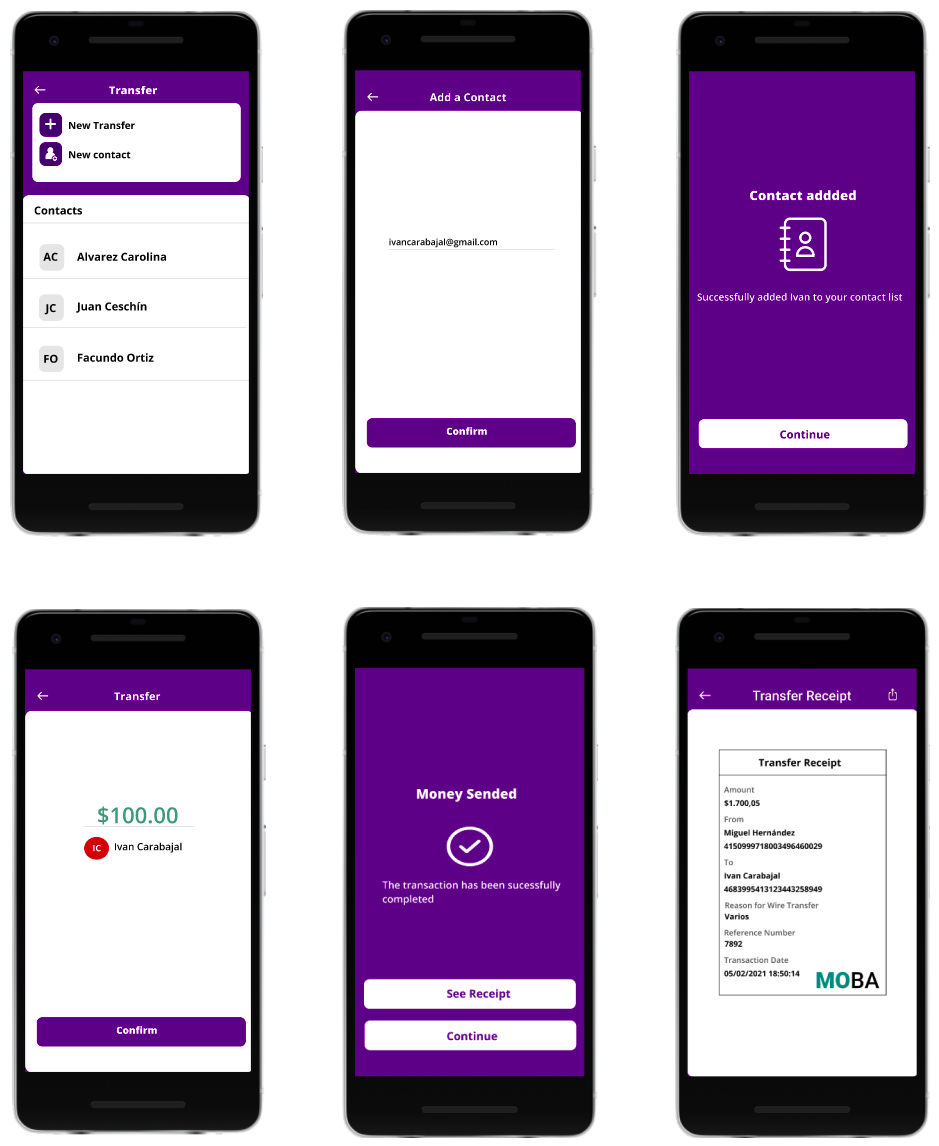 Transfer
New Transfer
New contact
Contacts
AC Alvarez Carolina
JC Juan Ceschín
FO Facundo Ortiz
Add a Contact
ivancarabajal@gmail.com
Confirm
Contact addded
Successfully added Ivan to your contact list
Continue
Transfer
$100.00
IC Ivan Carabajal
Confirm
Money Sended
The transaction has been sucessfully
completed
See Receipt
Continue
Transfer Receipt
Transfer Receipt
Amount
$1.700,05
From
Miguel Hernández
4150999718003496460029
To
Ivan Carabajal
4683995413123443258949
Reason for Wire Transfer
Varios
Reference Number
7892
Transaction Date
05/02/2021 18:50:14
MOBA